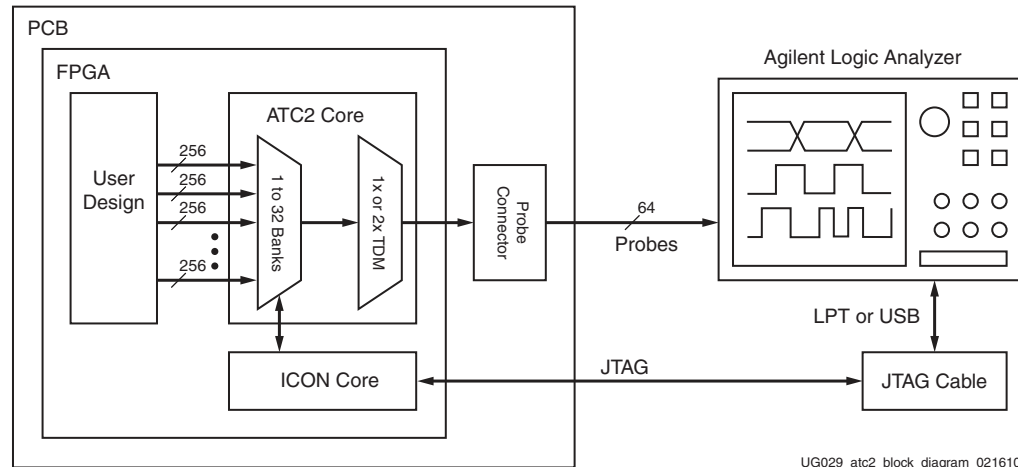 PCB
FPGA
Agilent Logic Analyzer
ATC2 Core
User
Design
256
256
256
256
1 to 32 Banks
1x or 2x TDM
Probe
Connector
64
Probes
LPT or USB
ICON Core
JTAG
JTAG Cable
UG029_atc2_block_diagram_021610